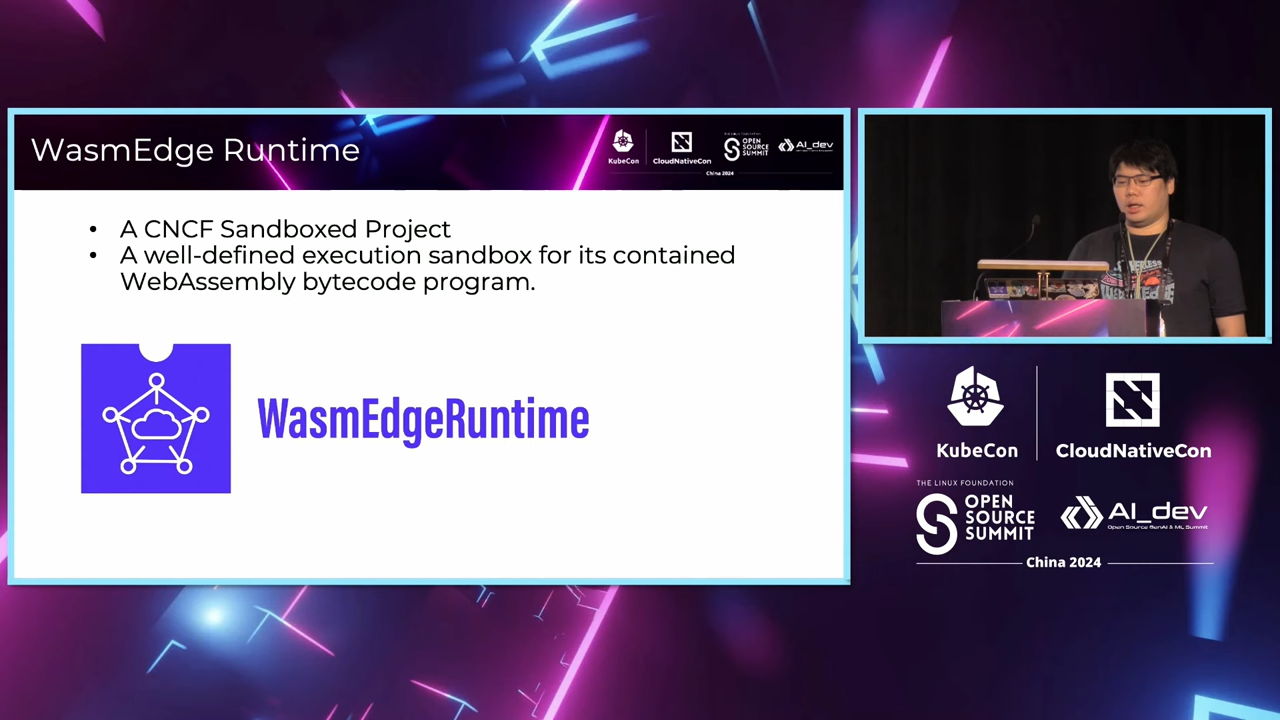 WasmEdge Runtime
KubeCon
CloudNativeCon
OPEN
SOURCE
SUMMIT
AI_dev
China 2024
• A CNCF Sandboxed Project
• A well-defined execution sandbox for its contained
WebAssembly bytecode program.
WasmEdgeRuntime
KubeCon
CloudNativeCon
THE LINUX FOUNDATION
OPEN
SOURCE
SUMMIT
AI_dev
Open Source GenAI & ML Summit
China 2024